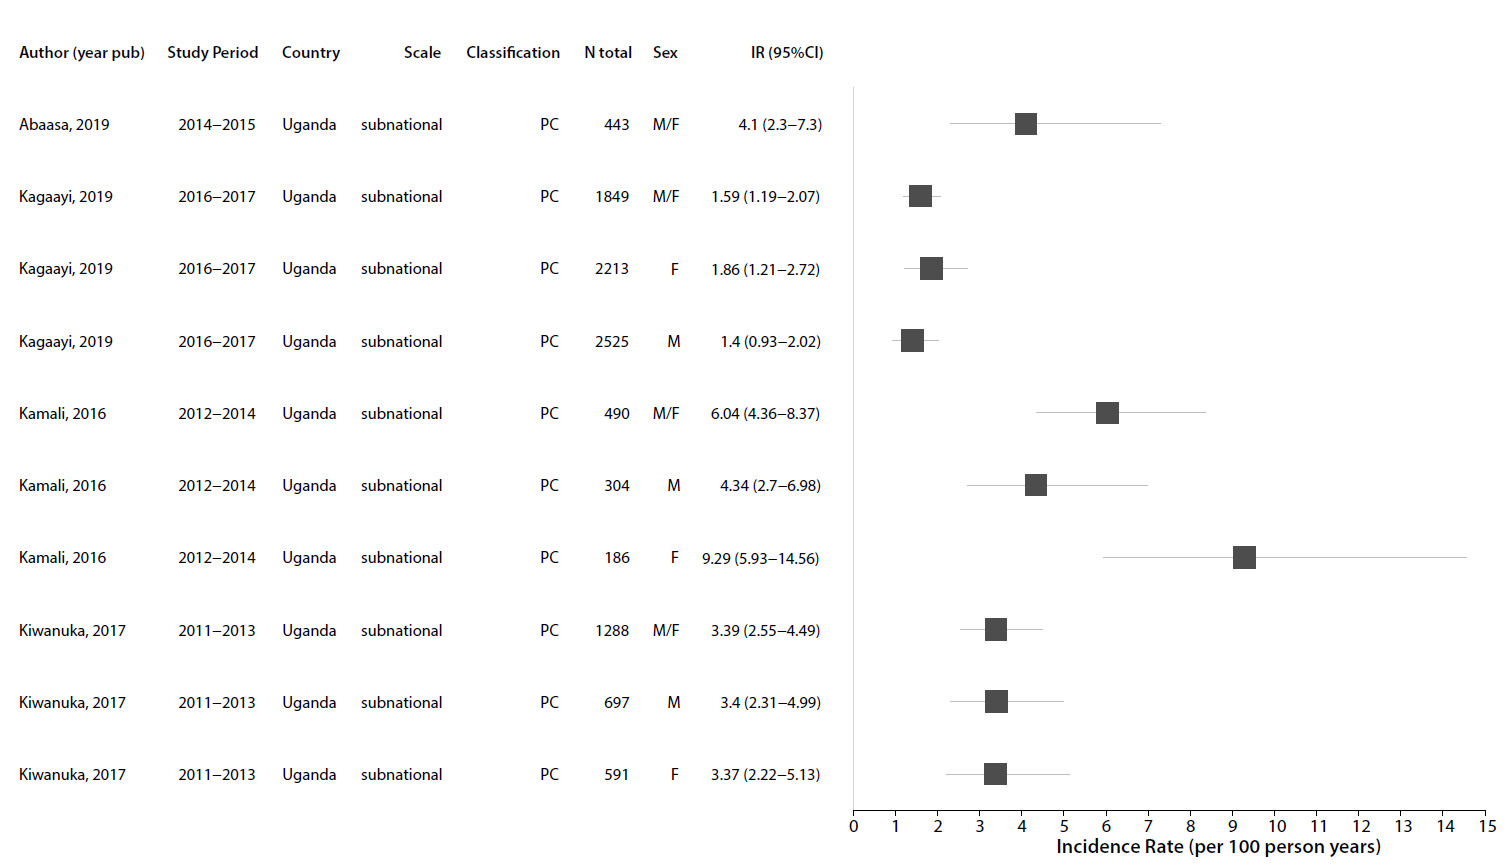 Author (year pub) Study Period Country Scale Classification N total Sex IR (95%CI)
Abaasa, 2019 2014−2015 Uganda subnational PC 443 M/F 4.1 (2.3−7.3)
Kagaayi, 2019 2016−2017 Uganda subnational PC 1849 M/F 1.59 (1.19−2.07)
Kagaayi, 2019 2016−2017 Uganda subnational PC 2213 F 1.86 (1.21−2.72)
Kagaayi, 2019 2016−2017 Uganda subnational PC 2525 M 1.4 (0.93−2.02)
Kamali, 2016 2012−2014 Uganda subnational PC 490 M/F 6.04 (4.36−8.37)
Kamali, 2016 2012−2014 Uganda subnational PC 304 M 4.34 (2.7−6.98)
Kamali, 2016 2012−2014 Uganda subnational PC 186 F 9.29 (5.93−14.56)
Kiwanuka, 2017 2011−2013 Uganda subnational PC 1288 M/F 3.39 (2.55−4.49)
Kiwanuka, 2017 2011−2013 Uganda subnational PC 697 M 3.4 (2.31−4.99)
Kiwanuka, 2017 2011−2013 Uganda subnational PC 591 F 3.37 (2.22−5.13)
0 1 2 3 4 5 6 7 8 9 10 11 12 13 14 15
Incidence Rate (per 100 person years)